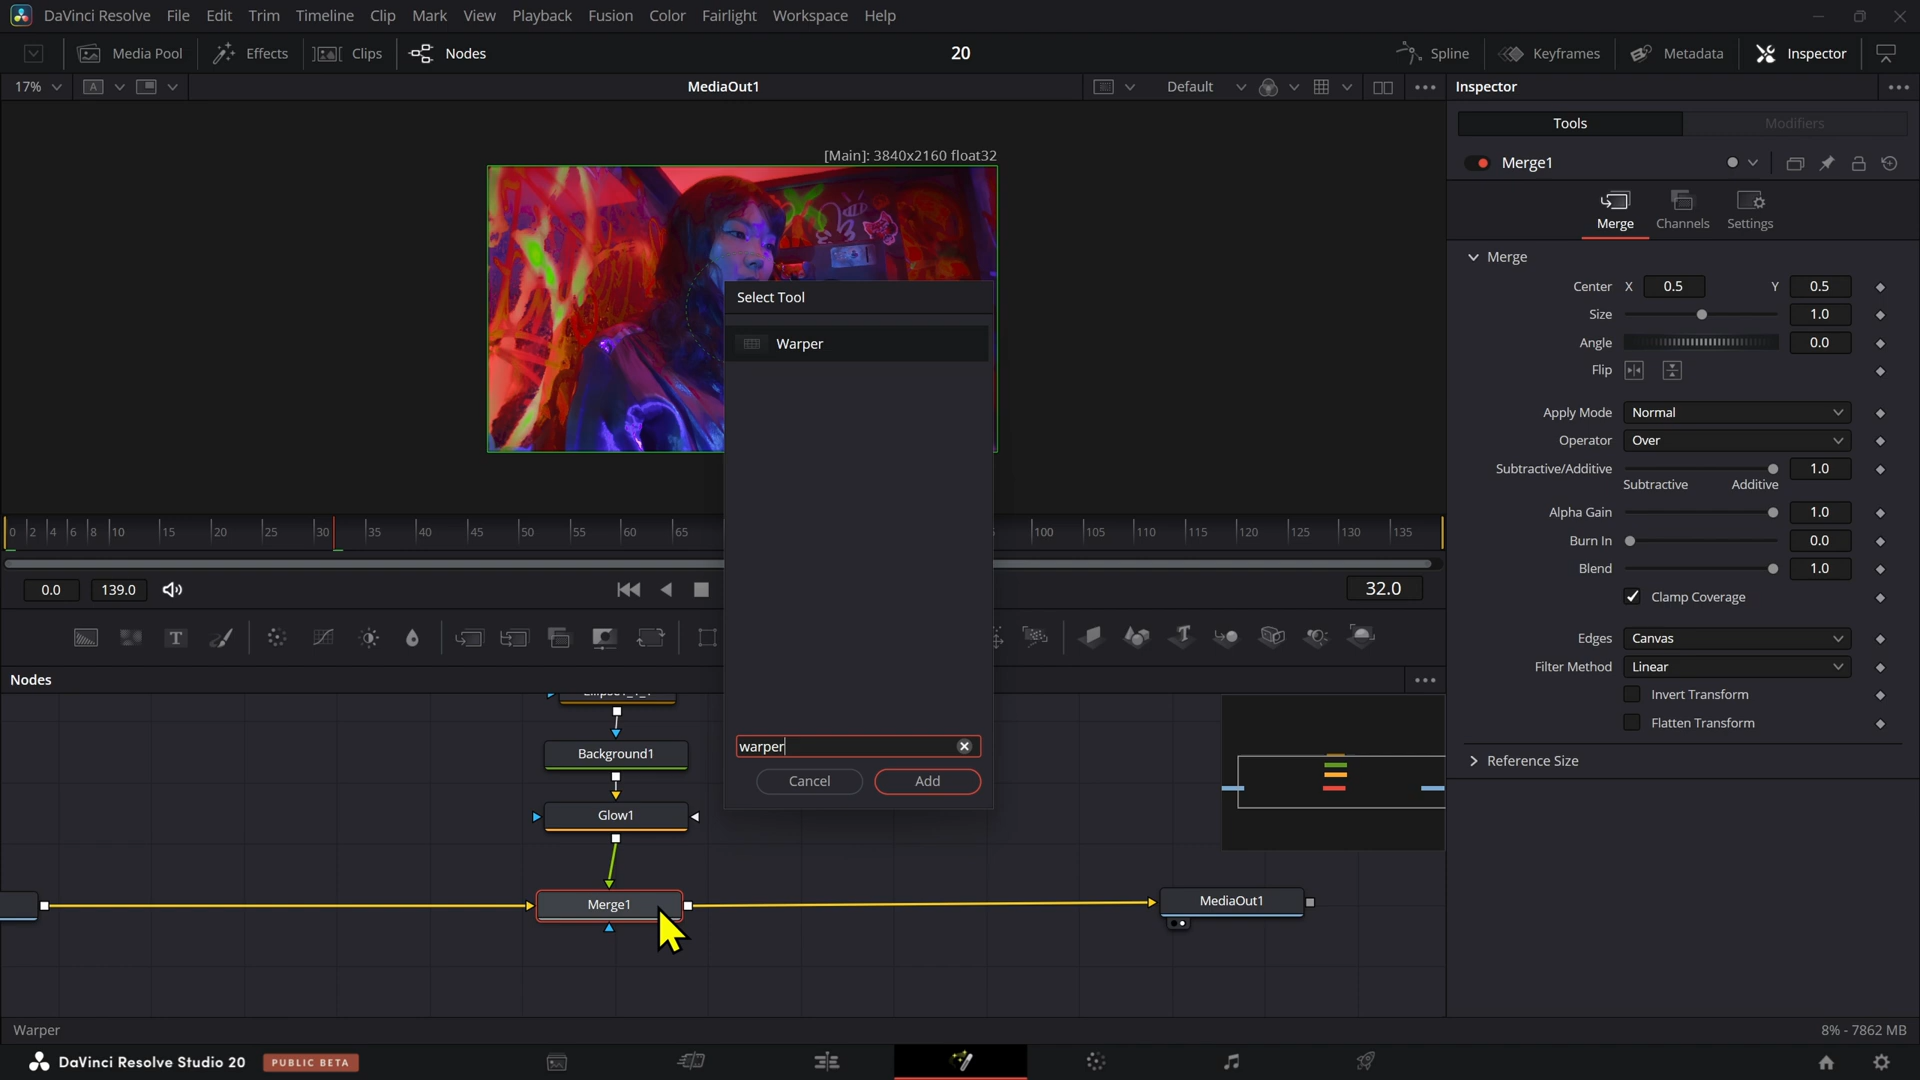 DaVinci Resolve File Edit Trim Timeline Clip Mark View Playback Fusion Color Fairlight Workspace Help
Media Pool Effects Clips Nodes 20 Spline Keyframes Metadata Inspector
17% A MediaOut1 Default Inspector
Tools Modifiers
[Main]: 3840x2160 float32
Merge1
Merge Channels Settings
Merge
Center X 0.5 Y 0.5
Size 1.0
Angle 0.0
Flip
Apply Mode Normal
Operator Over
Subtractive/Additive 1.0
Subtractive Additive
Alpha Gain 1.0
Burn In 0.0
Blend 1.0
Clamp Coverage
Edges Canvas
Filter Method Linear
Invert Transform
Flatten Transform
Reference Size
Select Tool
Warper
warper
Cancel Add
0 2 4 6 8 10 15 20 25 30 35 40 45 50 55 60 65 100 105 110 115 120 125 130 135
0.0 139.0 32.0
T T
Nodes
Background1
Glow1
Merge1 MediaOut1
Warper 8% - 7862 MB
DaVinci Resolve Studio 20 PUBLIC BETA